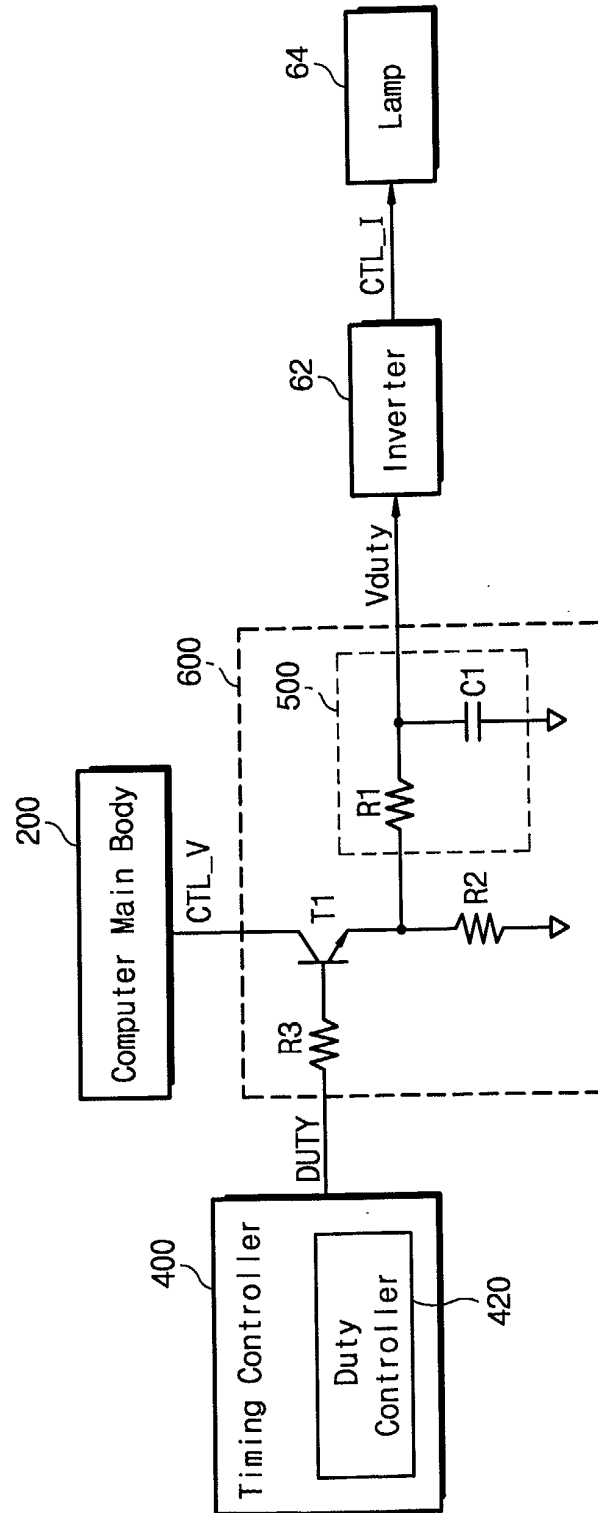 200
Computer Main Body
CTL_V
400
Timing Controller
Duty
Controller
420
DUTY
600
R3
T1
R2
500
R1
C1
Vduty
62
Inverter
CTL_I
64
Lamp